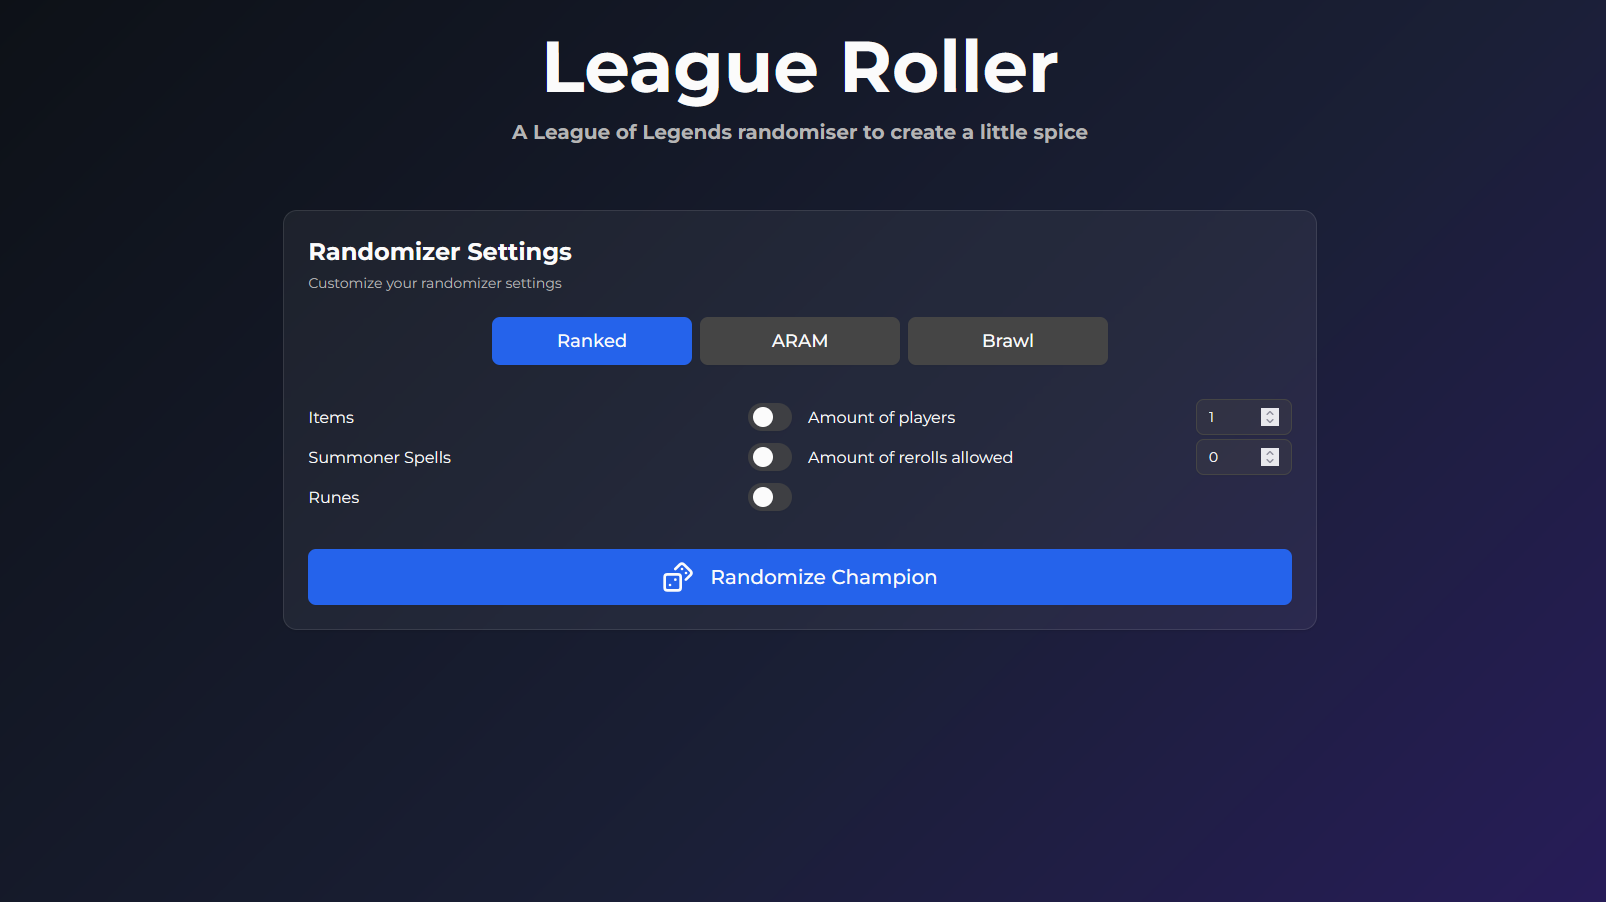 League Roller
A League of Legends randomiser to create a little spice
Randomizer Settings
Customize your randomizer settings
Ranked
ARAM
Brawl
Items
Amount of players
1
Summoner Spells
Amount of rerolls allowed
0
Runes
Randomize Champion